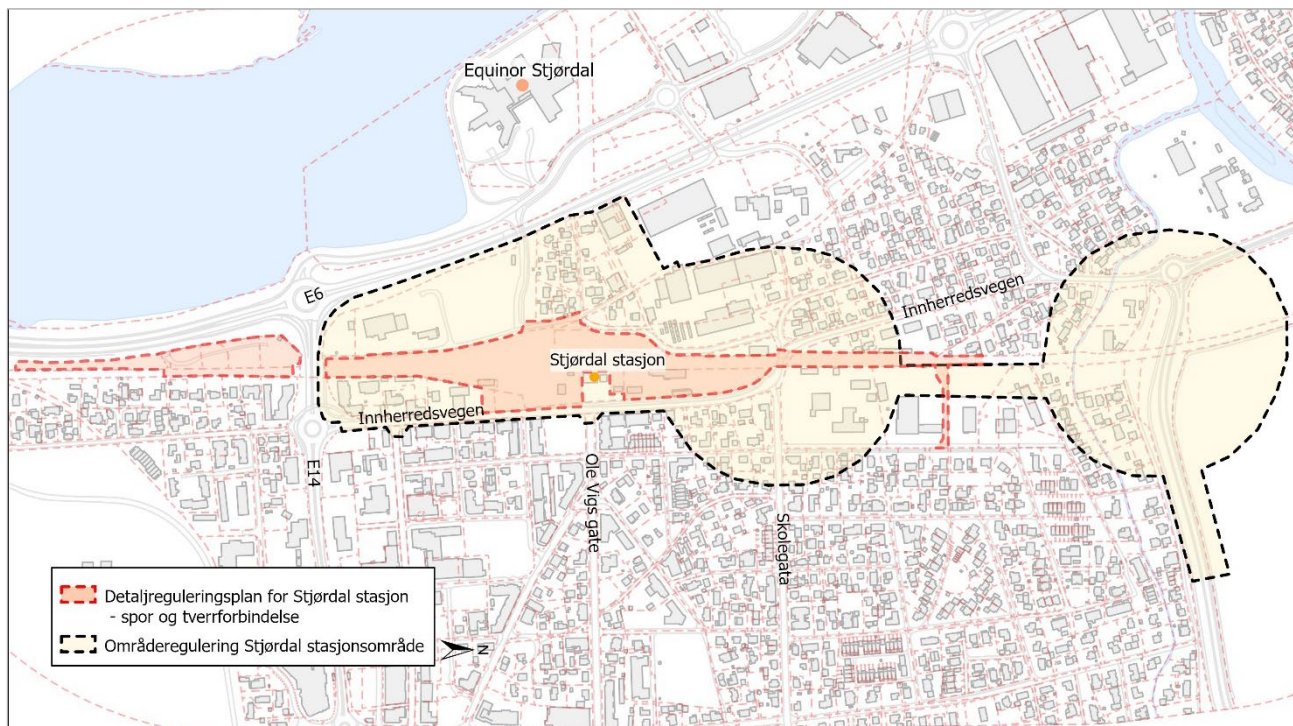 Equinor Stjørdal
E6
Innherredsvegen
Stjørdal stasjon
Innherredsvegen
E14
Ole Vigs gate
Skolegata
Detaljreguleringsplan for Stjørdal stasjon
- spor og tverrforbindelse
Områderegulering Stjørdal stasjonsområde
N